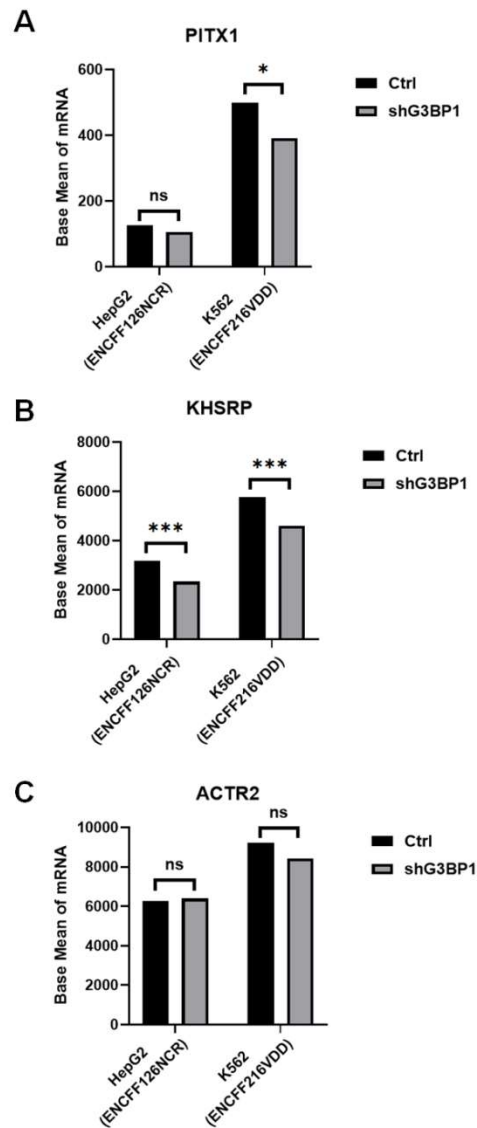 A
PITX1
Base Mean of mRNA
600
400
200
0
ns
*
Ctrl
shG3BP1
HepG2
(ENCFF126NCR)
K562
(ENCFF216VDD)
B
KHSRP
Base Mean of mRNA
8000
6000
4000
2000
0
***
***
Ctrl
shG3BP1
HepG2
(ENCFF126NCR)
K562
(ENCFF216VDD)
C
ACTR2
Base Mean of mRNA
10000
8000
6000
4000
2000
0
ns
ns
Ctrl
shG3BP1
HepG2
(ENCFF126NCR)
K562
(ENCFF216VDD)